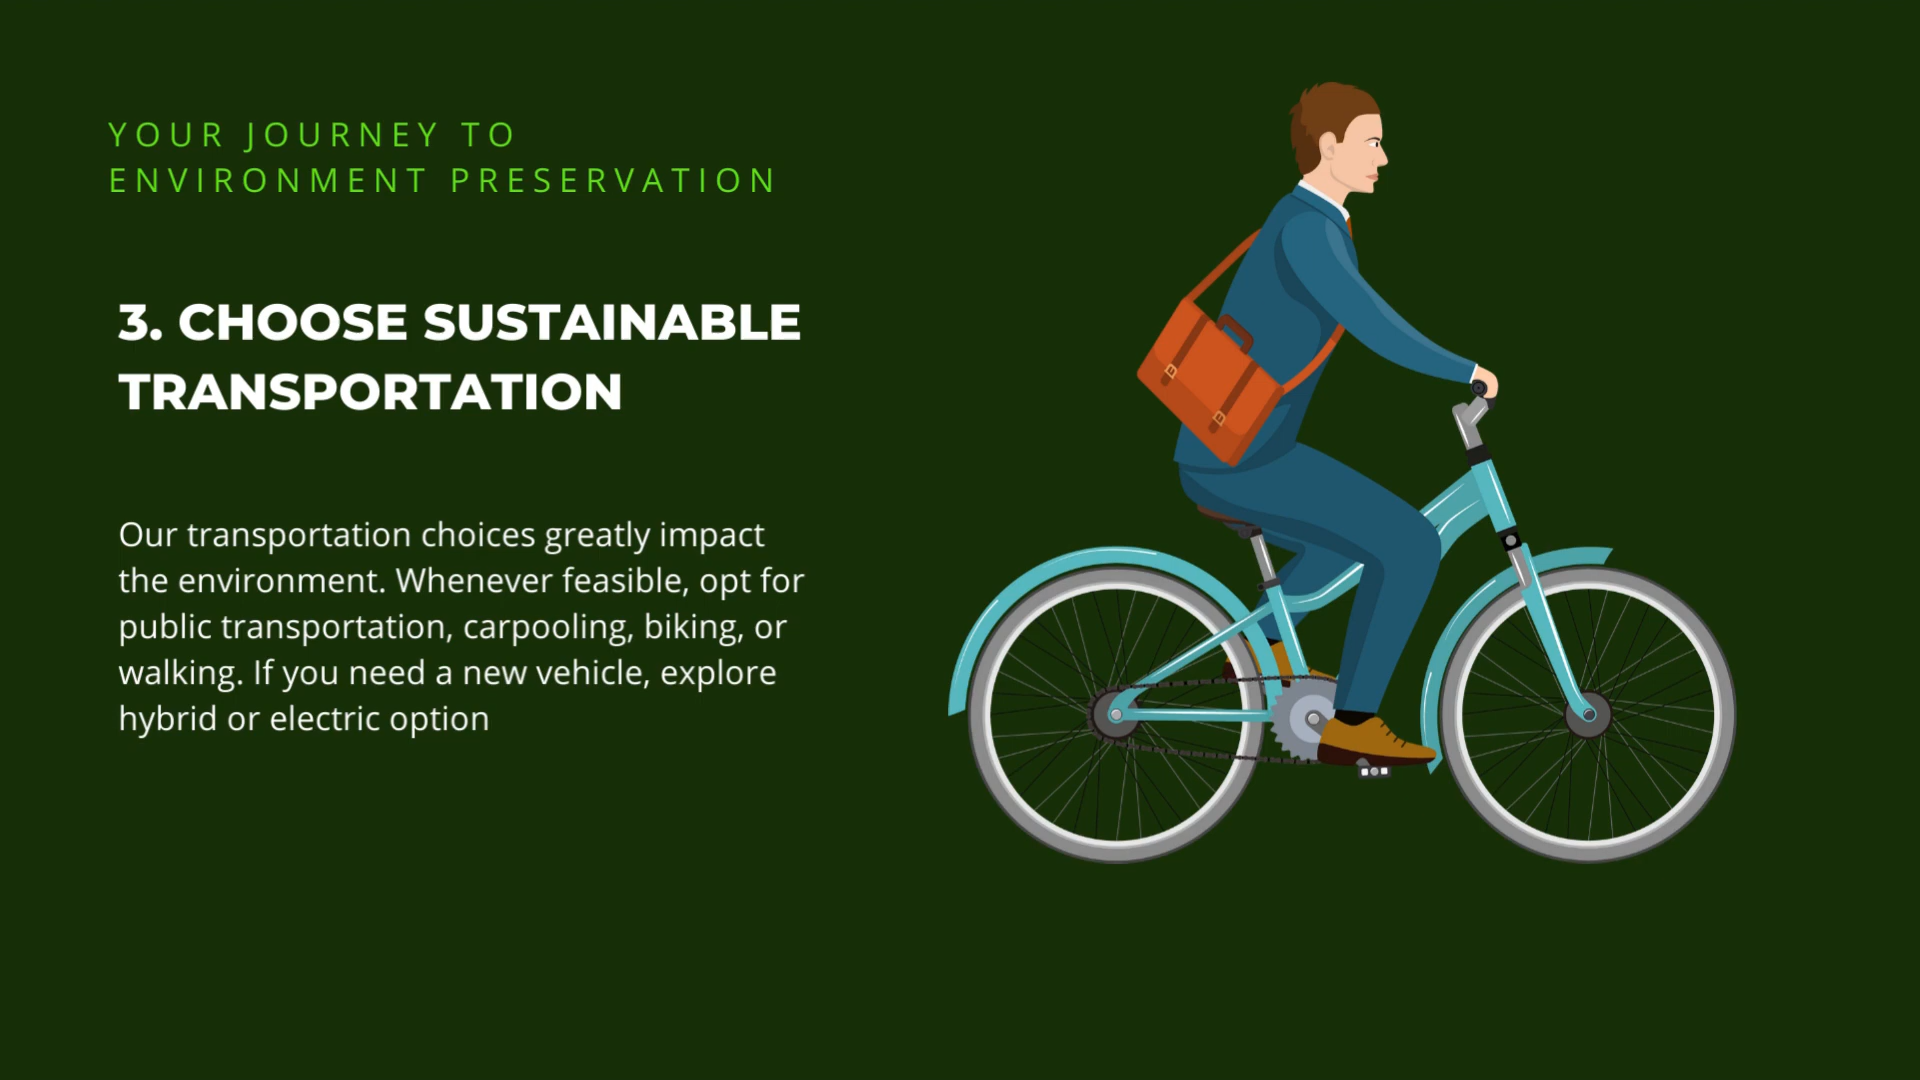 YOUR JOURNEY TO
ENVIRONMENT PRESERVATION
3. CHOOSE SUSTAINABLE
TRANSPORTATION
Our transportation choices greatly impact
the environment. Whenever feasible, opt for
public transportation, carpooling, biking, or
walking. If you need a new vehicle, explore
hybrid or electric option